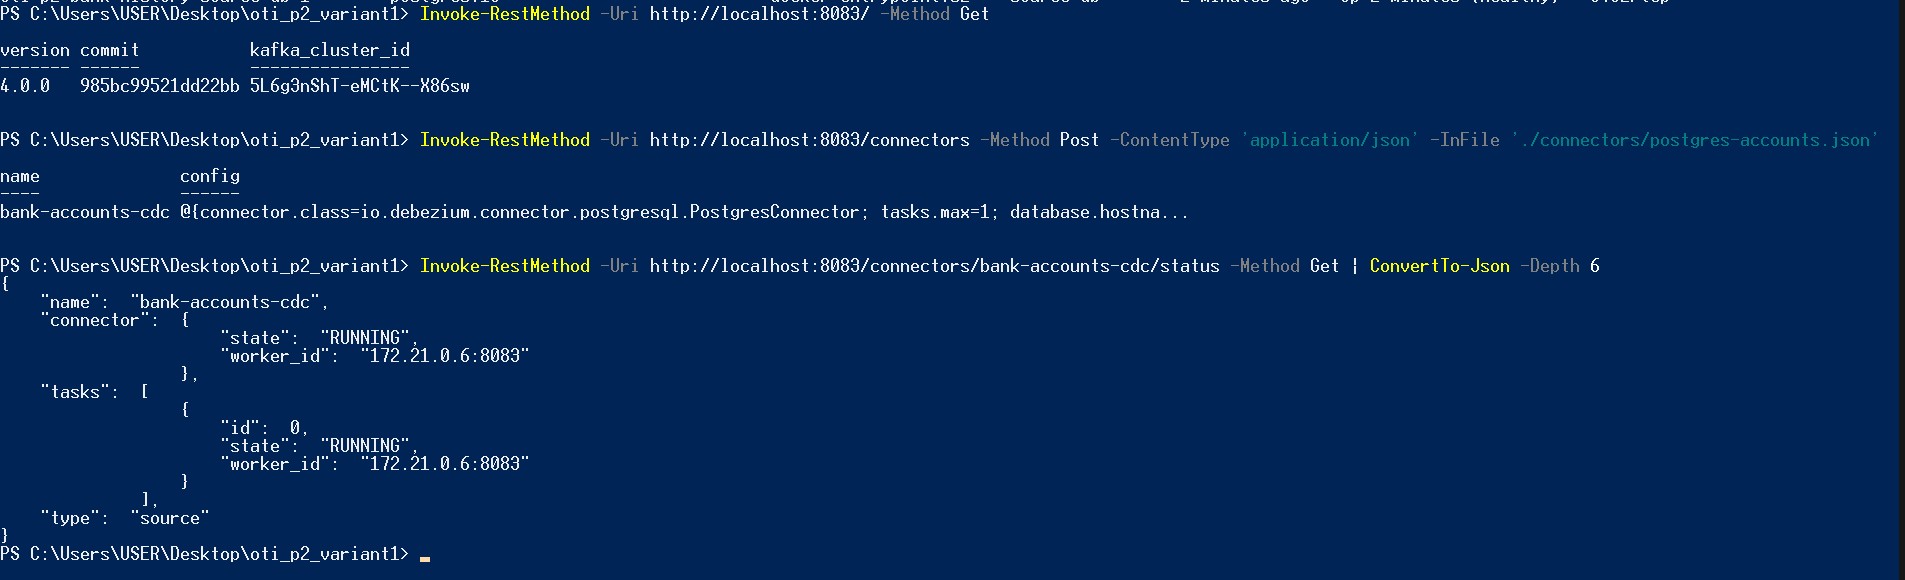 PS C:\Users\USER\Desktop\oti_p2_variant1> Invoke-RestMethod -Uri http://localhost:8083/ -Method Get
version commit           kafka_cluster_id
------- ------           ----------------
4.0.0   985bc99521dd22bb 5L6g3nShT-eMCtK--X86sw
PS C:\Users\USER\Desktop\oti_p2_variant1> Invoke-RestMethod -Uri http://localhost:8083/connectors -Method Post -ContentType 'application/json' -InFile './connectors/postgres-accounts.json'
name              config
----              ------
bank-accounts-cdc @{connector.class=io.debezium.connector.postgresql.PostgresConnector; tasks.max=1; database.hostna...
PS C:\Users\USER\Desktop\oti_p2_variant1> Invoke-RestMethod -Uri http://localhost:8083/connectors/bank-accounts-cdc/status -Method Get | ConvertTo-Json -Depth 6
{
    "name":  "bank-accounts-cdc",
    "connector":  {
                      "state":  "RUNNING",
                      "worker_id":  "172.21.0.6:8083"
                  },
    "tasks":  [
                  {
                      "id":  0,
                      "state":  "RUNNING",
                      "worker_id":  "172.21.0.6:8083"
                  }
              ],
    "type":  "source"
}
PS C:\Users\USER\Desktop\oti_p2_variant1>